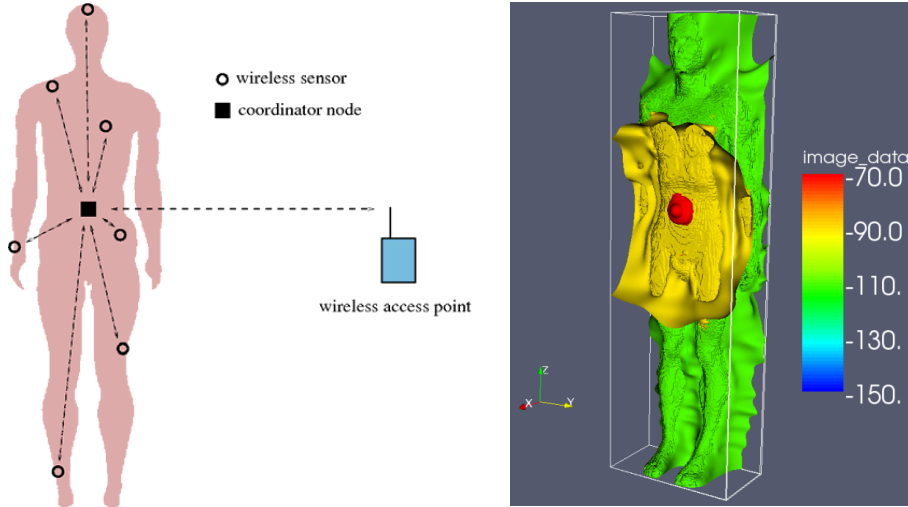 wireless sensor
coordinator node
wireless access point
image_data
-70.0
-90.0
-110.
-130.
-150.
Z
X
Y